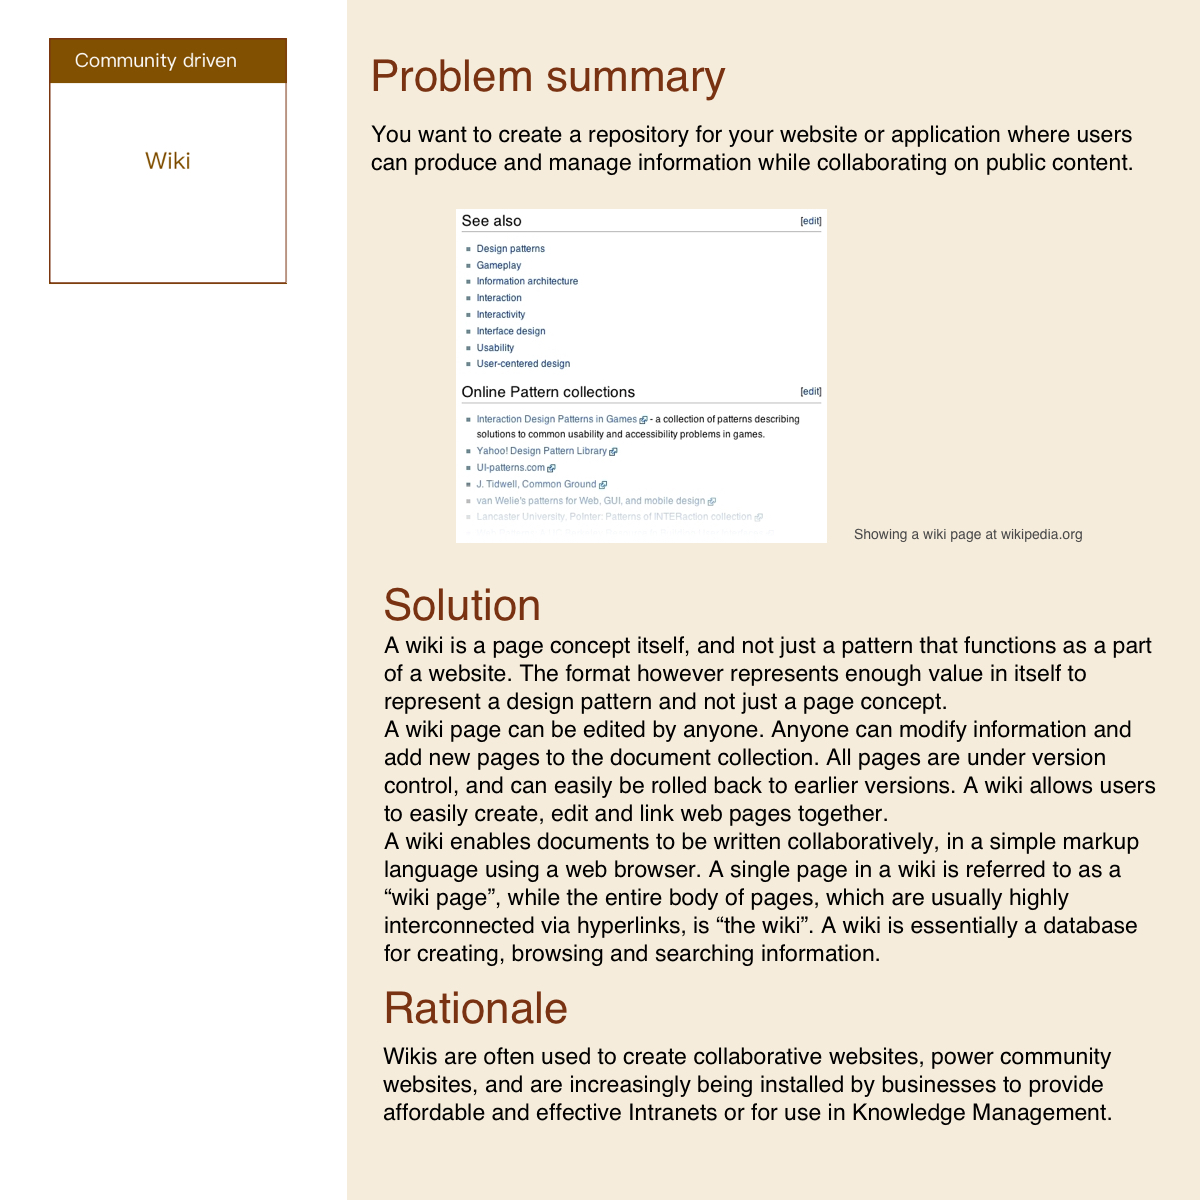 Community driven
Wiki
Problem summary
You want to create a repository for your website or application where users
can produce and manage information while collaborating on public content.
See also
[edit]
Design patterns
Gameplay
Information architecture
Interaction
Interactivity
Interface design
Usability
User-centered design
Online Pattern collections
[edit]
Interaction Design Patterns in Games - a collection of patterns describing
solutions to common usability and accessibility problems in games.
Yahoo! Design Pattern Library
UI-patterns.com
J. Tidwell, Common Ground
van Welie's patterns for Web, GUI, and mobile design
Lancaster University, PoInter: Patterns of INTERaction collection
Showing a wiki page at wikipedia.org
Solution
A wiki is a page concept itself, and not just a pattern that functions as a part
of a website. The format however represents enough value in itself to
represent a design pattern and not just a page concept.
A wiki page can be edited by anyone. Anyone can modify information and
add new pages to the document collection. All pages are under version
control, and can easily be rolled back to earlier versions. A wiki allows users
to easily create, edit and link web pages together.
A wiki enables documents to be written collaboratively, in a simple markup
language using a web browser. A single page in a wiki is referred to as a
“wiki page”, while the entire body of pages, which are usually highly
interconnected via hyperlinks, is “the wiki”. A wiki is essentially a database
for creating, browsing and searching information.
Rationale
Wikis are often used to create collaborative websites, power community
websites, and are increasingly being installed by businesses to provide
affordable and effective Intranets or for use in Knowledge Management.